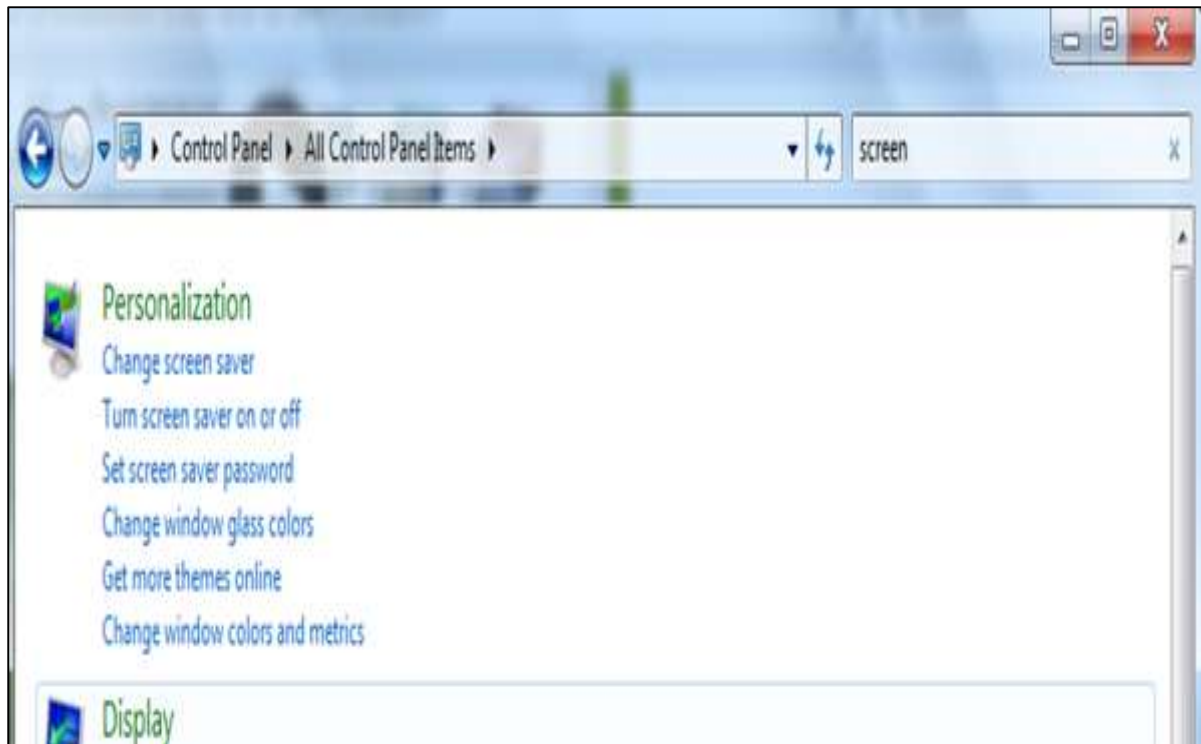 Control Panel All Control Panel Items screen
Personalization
Change screen saver
Turn screen saver on or off
Set screen saver password
Change window glass colors
Get more themes online
Change window colors and metrics
Display